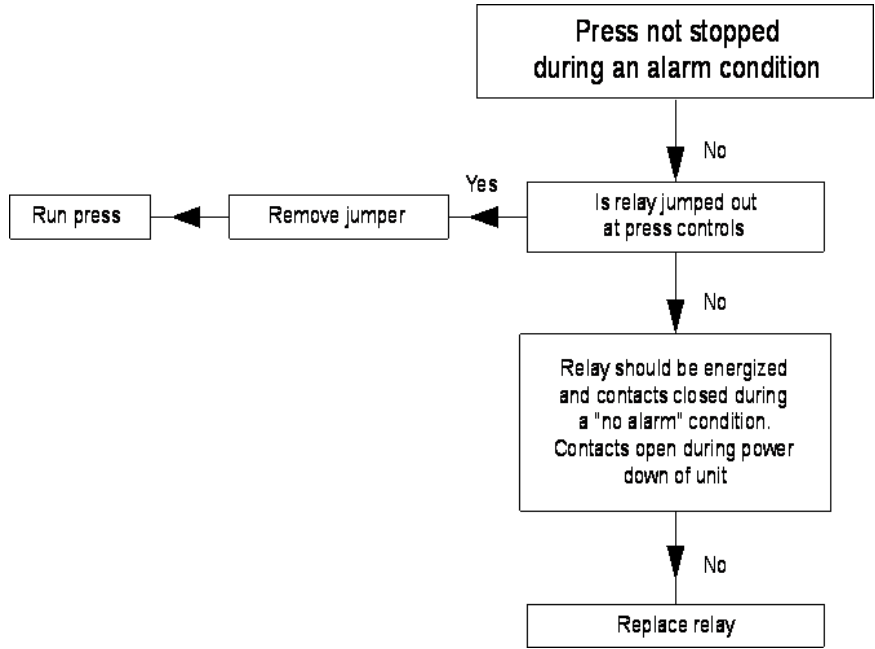 Press not stopped
during an alarm condition
No
Is relay jumped out
at press controls
Yes
Remove jumper
Run press
No
Relay should be energized
and contacts closed during
a "no alarm" condition.
Contacts open during power
down of unit
No
Replace relay